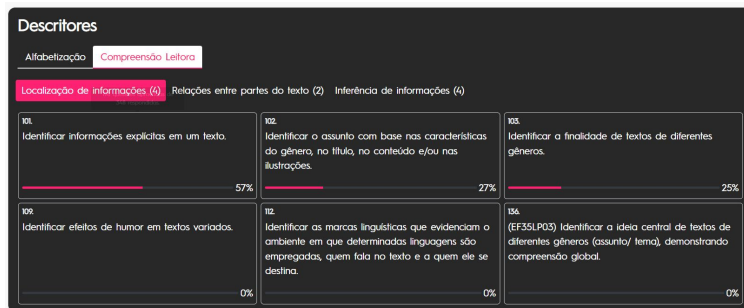 Descritores
Alfabetização Compreensão Leitora
Localização de informações (4) Relações entre partes do texto (2) Inferência de informações (4)
101.
Identificar informações explícitas em um texto.
57%
102.
Identificar o assunto com base nas características
do gênero, no título, no conteúdo e/ou nas
ilustrações.
27%
103.
Identificar a finalidade de textos de diferentes
gêneros.
25%
109.
Identificar efeitos de humor em textos variados.
0%
112.
Identificar as marcas linguísticas que evidenciam o
ambiente em que determinadas linguagens são
empregadas, quem fala no texto e a quem ele se
destina.
0%
136.
(EF35LP03) Identificar a ideia central de textos de
diferentes gêneros (assunto/ tema), demonstrando
compreensão global.
0%